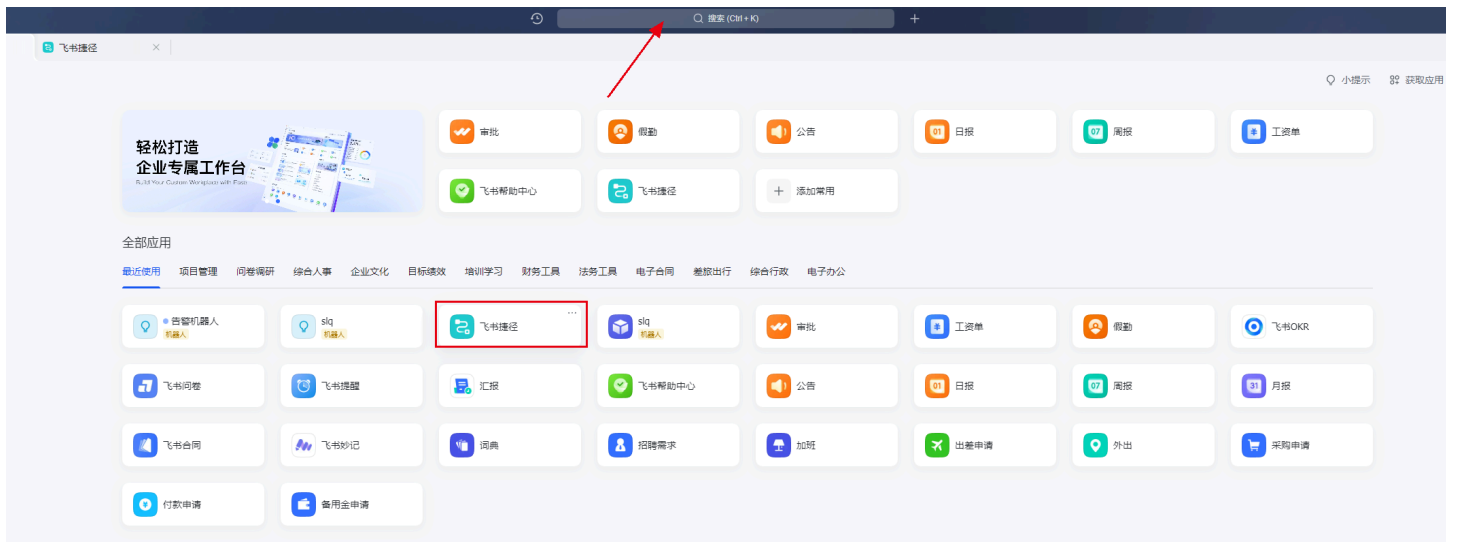 搜索 (Ctrl + K)
飞书捷径
小提示 获取应用
轻松打造
企业专属工作台
Build Your Custom Workplace with Ease
审批 假勤 公告 日报 周报 工资单
飞书帮助中心 飞书捷径 添加常用
全部应用
最近使用 项目管理 问卷调研 综合人事 企业文化 目标绩效 培训学习 财务工具 法务工具 电子合同 差旅出行 综合行政 电子办公
告警机器人 slq 飞书捷径 slq 审批 工资单 假勤 飞书OKR
机器人 机器人 机器人
飞书问卷 飞书提醒 汇报 飞书帮助中心 公告 日报 周报 月报
飞书合同 飞书妙记 词典 招聘需求 加班 出差申请 外出 采购申请
付款申请 备用金申请